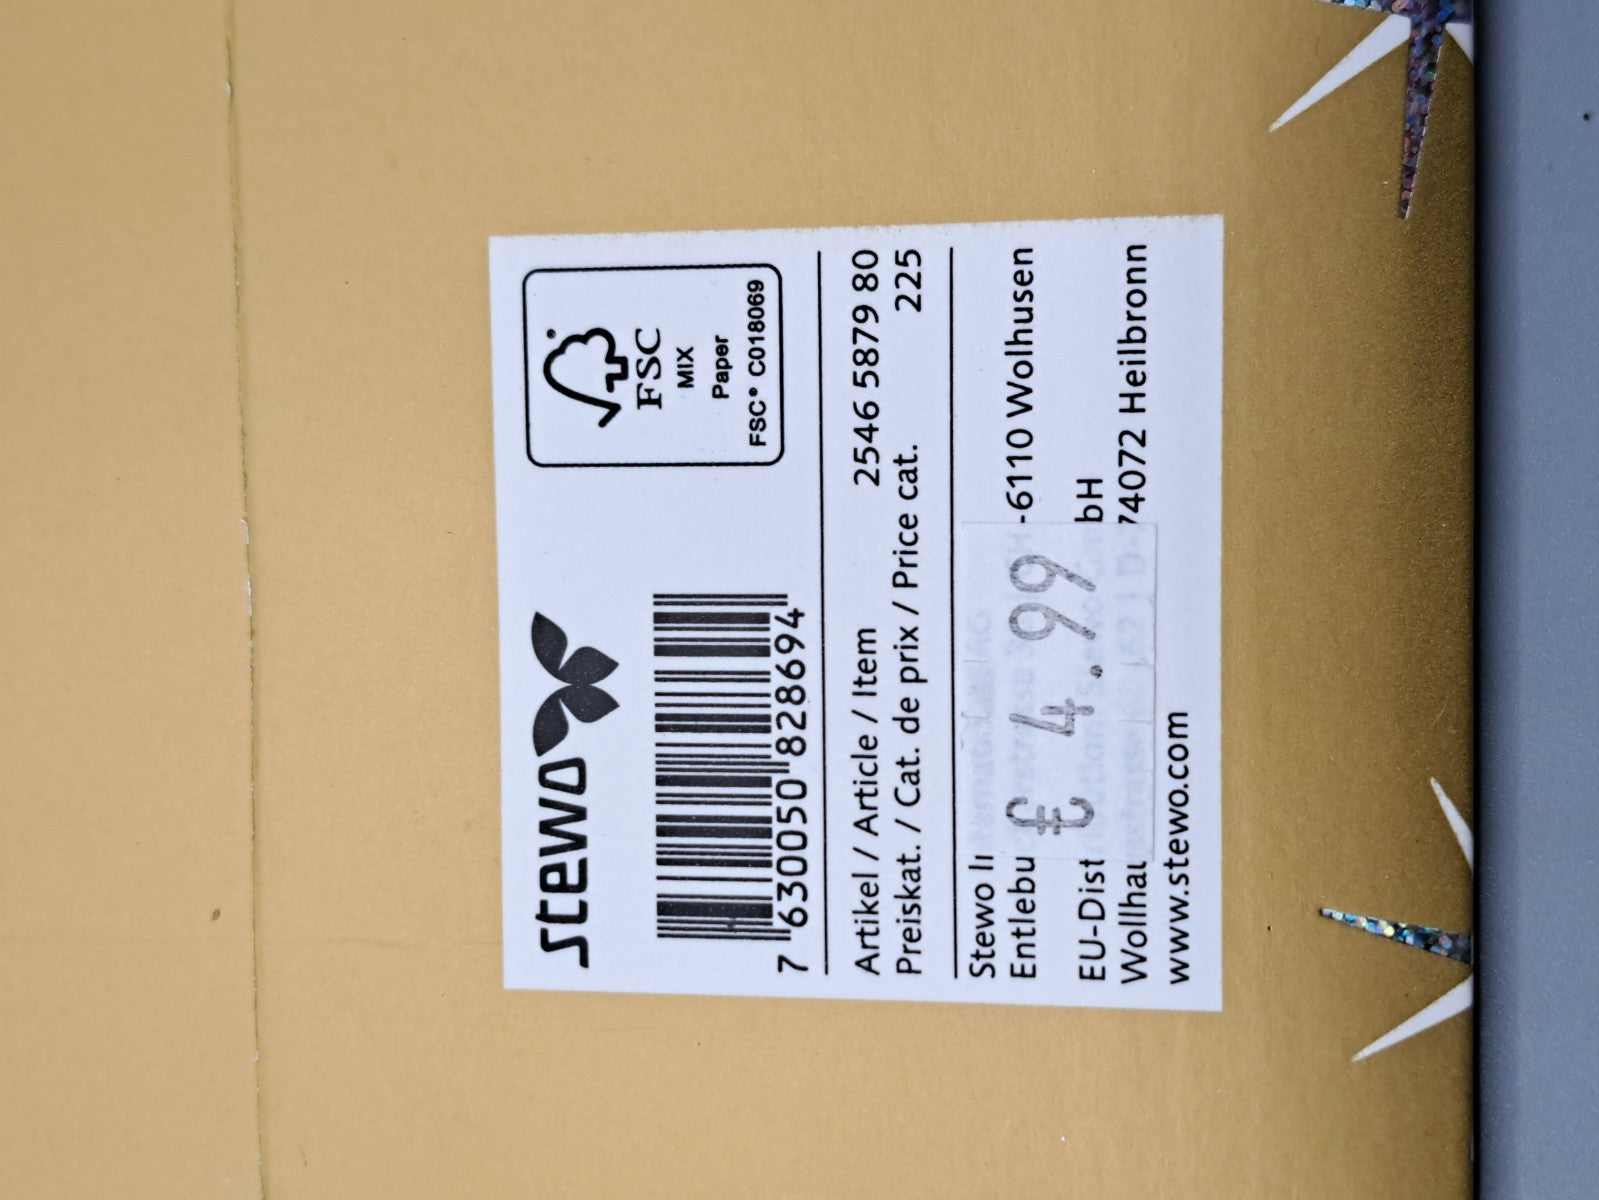 stewo
FSC
MIX
Paper
FSC® C018069
7 630050 828694
Artikel / Article / Item 2546 5879 80
Preiskat. / Cat. de prix / Price cat. 225
Stewo
Entlebu -6110 Wolhusen
£ 4.99
EU-Dist bH
Wollhau 74072 Heilbronn
www.stewo.com